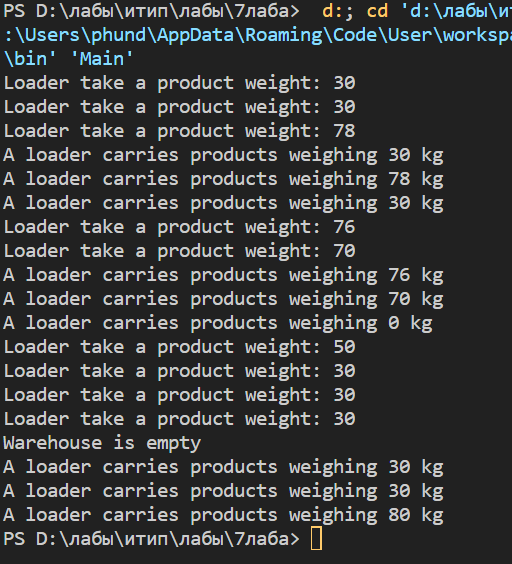 PS D:\лабы\итип\лабы\7лаба>  d:; cd 'd:\лабы\ит
:\Users\phund\AppData\Roaming\Code\User\workspa
\bin' 'Main'
Loader take a product weight: 30
Loader take a product weight: 30
Loader take a product weight: 78
A loader carries products weighing 30 kg
A loader carries products weighing 78 kg
A loader carries products weighing 30 kg
Loader take a product weight: 76
Loader take a product weight: 70
A loader carries products weighing 76 kg
A loader carries products weighing 70 kg
A loader carries products weighing 0 kg
Loader take a product weight: 50
Loader take a product weight: 30
Loader take a product weight: 30
Loader take a product weight: 30
Warehouse is empty
A loader carries products weighing 30 kg
A loader carries products weighing 30 kg
A loader carries products weighing 80 kg
PS D:\лабы\итип\лабы\7лаба>